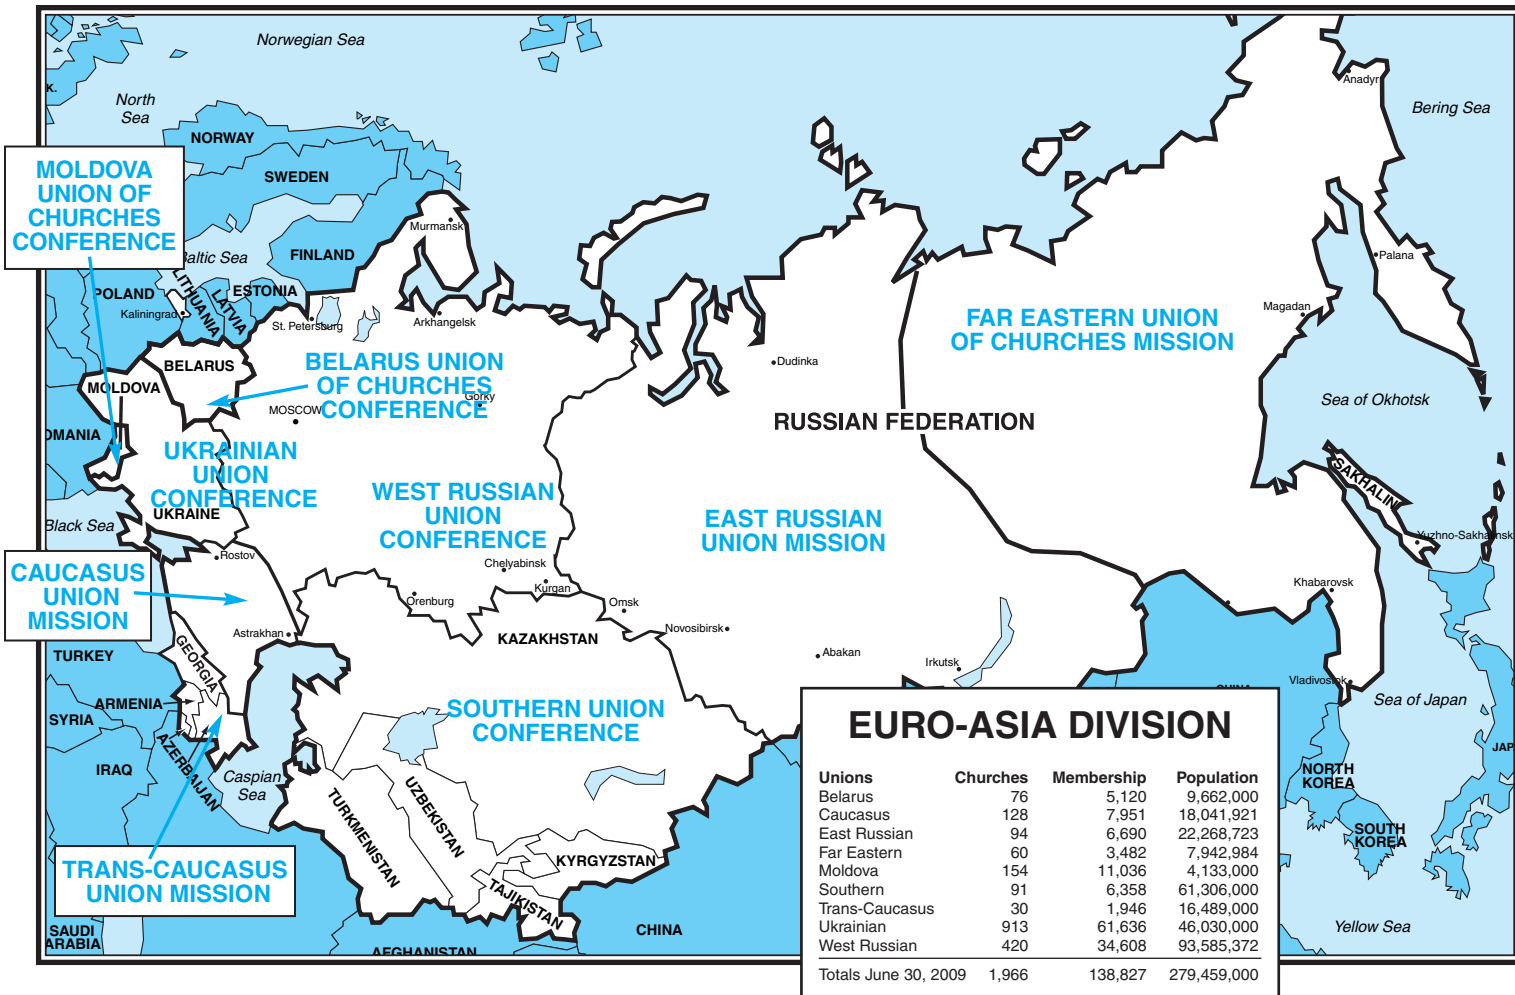 Norwegian Sea
North
Sea
K.
NORWAY
SWEDEN
FINLAND
Baltic Sea
ESTONIA
LATVIA
LITHUANIA
POLAND
Kaliningrad
St. Petersburg
Murmansk
Arkhangelsk
Anadyr
Bering Sea
Palana
Magadan
Dudinka
MOLDOVA
UNION OF
CHURCHES
CONFERENCE
FAR EASTERN UNION
OF CHURCHES MISSION
BELARUS
BELARUS UNION
OF CHURCHES
CONFERENCE
MOLDOVA
MOSCOW
Gorky
RUSSIAN FEDERATION
Sea of Okhotsk
OMANIA
UKRAINIAN
UNION
CONFERENCE
UKRAINE
WEST RUSSIAN
UNION
CONFERENCE
EAST RUSSIAN
UNION MISSION
SAKHALIN
Yuzhno-Sakhalinsk
Black Sea
Rostov
CAUCASUS
UNION
MISSION
Chelyabinsk
Kurgan
Orenburg
Omsk
Novosibirsk
Abakan
Irkutsk
Khabarovsk
Vladivostok
Astrakhan
KAZAKHSTAN
TURKEY
GEORGIA
ARMENIA
AZERBAIJAN
SYRIA
IRAQ
Caspian
Sea
SOUTHERN UNION
CONFERENCE
TURKMENISTAN
UZBEKISTAN
KYRGYZSTAN
TAJIKISTAN
TRANS-CAUCASUS
UNION MISSION
SAUDI
ARABIA
AFGHANISTAN
CHINA
CHINA
Sea of Japan
JAP
NORTH
KOREA
SOUTH
KOREA
Yellow Sea
EURO-ASIA DIVISION
Unions Churches Membership Population
Belarus 76 5,120 9,662,000
Caucasus 128 7,951 18,041,921
East Russian 94 6,690 22,268,723
Far Eastern 60 3,482 7,942,984
Moldova 154 11,036 4,133,000
Southern 91 6,358 61,306,000
Trans-Caucasus 30 1,946 16,489,000
Ukrainian 913 61,636 46,030,000
West Russian 420 34,608 93,585,372
Totals June 30, 2009 1,966 138,827 279,459,000